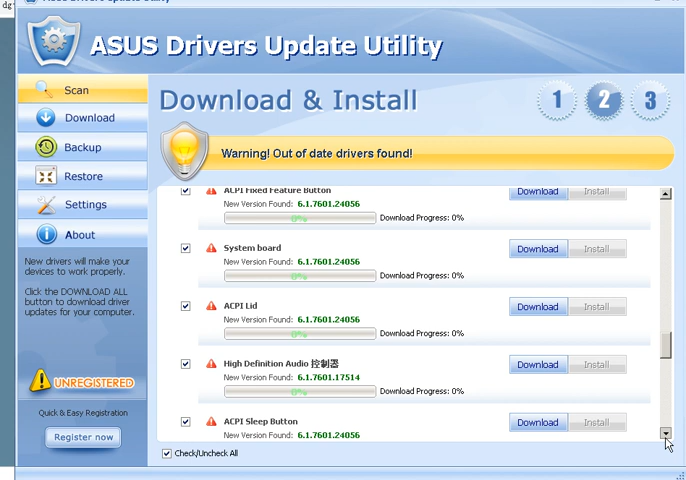 ASUS Drivers Update Utility
Scan
Download
Backup
Restore
Settings
About
New drivers will make your
devices to work properly.
Click the DOWNLOAD ALL
button to download driver
updates for your computer.
UNREGISTERED
Quick & Easy Registration
Register now
Download & Install
1
2
3
Warning! Out of date drivers found!
ACPI Fixed Feature Button
Download
Install
New Version Found: 6.1.7601.24056
0%
Download Progress: 0%
System board
Download
Install
New Version Found: 6.1.7601.24056
0%
Download Progress: 0%
ACPI Lid
Download
Install
New Version Found: 6.1.7601.24056
0%
Download Progress: 0%
High Definition Audio 控制器
Download
Install
New Version Found: 6.1.7601.17514
0%
Download Progress: 0%
ACPI Sleep Button
Download
Install
New Version Found: 6.1.7601.24056
Check/Uncheck All